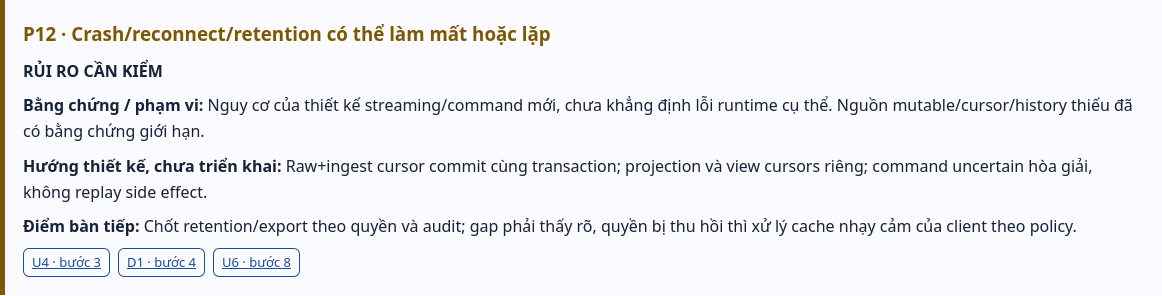 P12 · Crash/reconnect/retention có thể làm mất hoặc lặp
RỦI RO CẦN KIỂM
Bằng chứng / phạm vi: Nguy cơ của thiết kế streaming/command mới, chưa khẳng định lỗi runtime cụ thể. Nguồn mutable/cursor/history thiếu đã
có bằng chứng giới hạn.
Hướng thiết kế, chưa triển khai: Raw+ingest cursor commit cùng transaction; projection và view cursors riêng; command uncertain hòa giải,
không replay side effect.
Điểm bàn tiếp: Chốt retention/export theo quyền và audit; gap phải thấy rõ, quyền bị thu hồi thì xử lý cache nhạy cảm của client theo policy.
U4 · bước 3 D1 · bước 4 U6 · bước 8